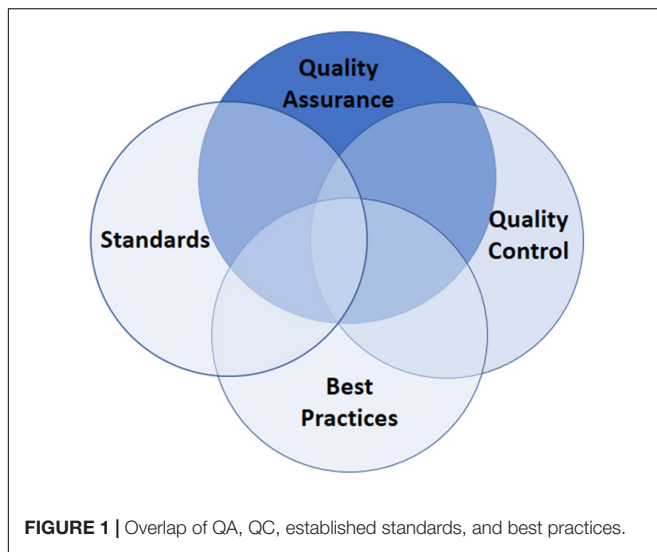 Quality
Assurance
Standards
Quality
Control
Best
Practices
FIGURE 1 | Overlap of QA, QC, established standards, and best practices.